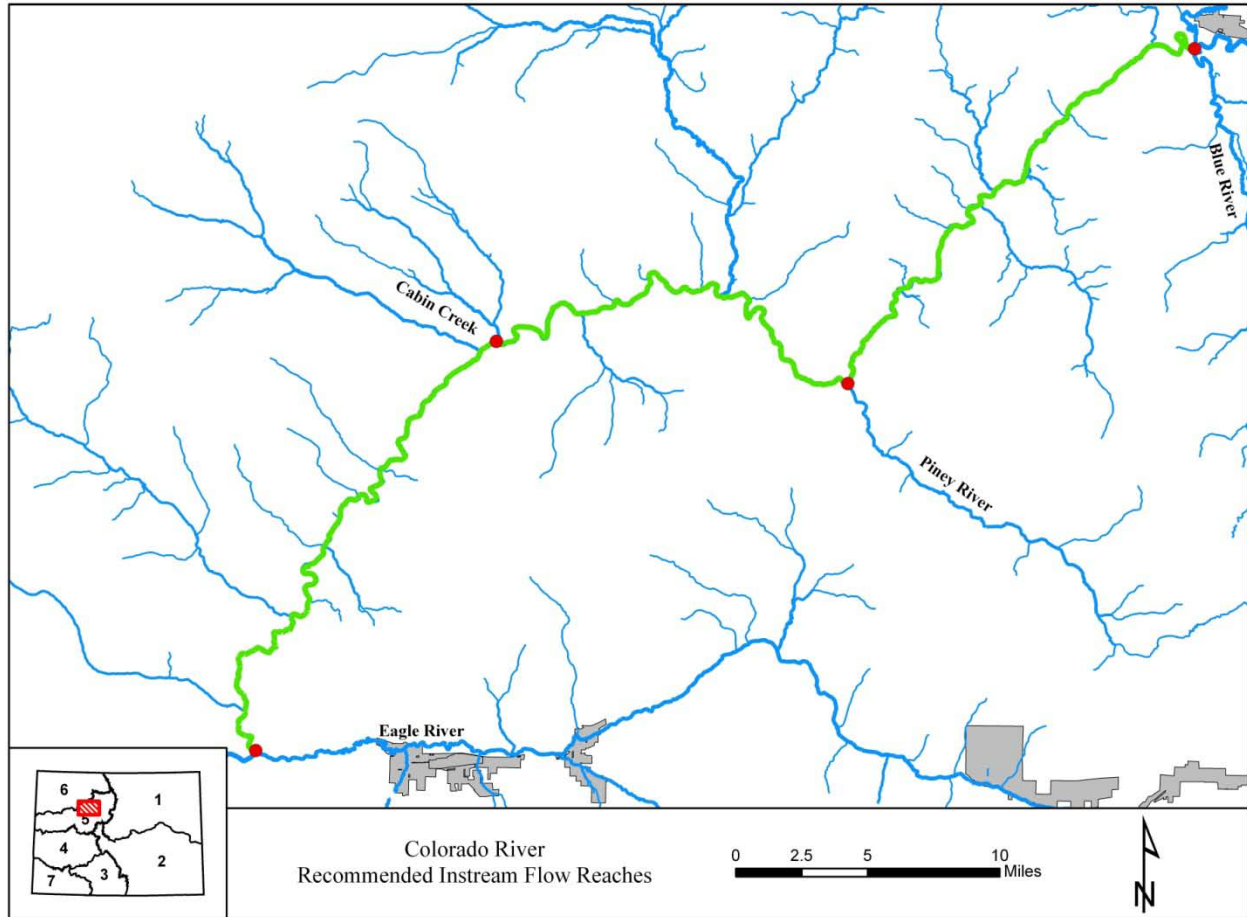 Blue River
Cabin Creek
Piney River
Eagle River
6
1
5
4
2
7
3
Colorado River
Recommended Instream Flow Reaches
0 2.5 5 10
Miles
N